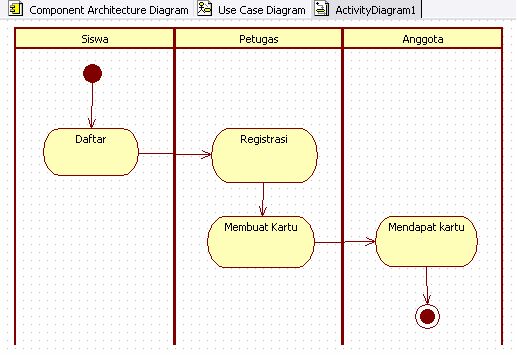 Component Architecture Diagram Use Case Diagram ActivityDiagram1
Siswa Petugas Anggota
Daftar Registrasi
Membuat Kartu Mendapat kartu